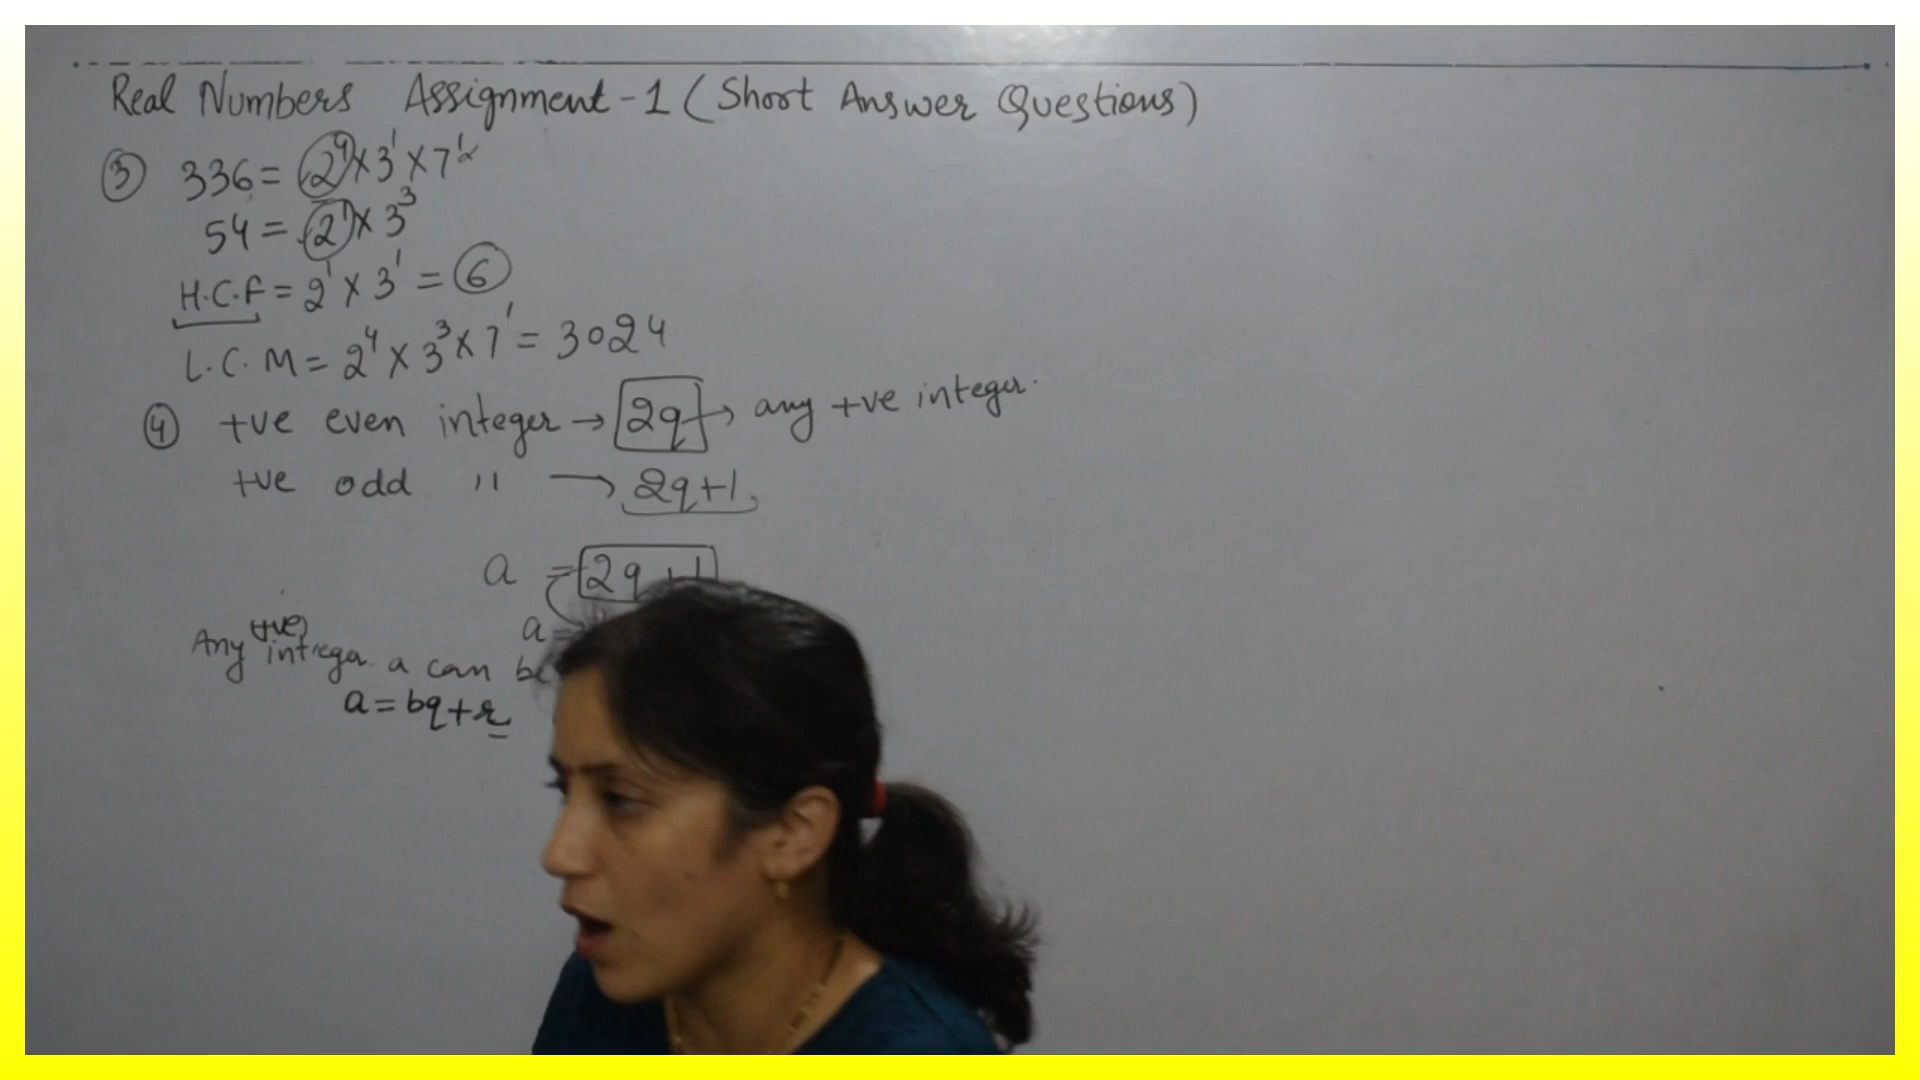 Real Numbers Assignment-1 (Short Answer Questions)
③ 336 = 2⁴ × 3¹ × 7¹
54 = 2¹ × 3³
H.C.F = 2¹ × 3¹ = 6
L.C.M = 2⁴ × 3³ × 7¹ = 3024
④ +ve even integer → 2q → any +ve integer.
+ve odd " → 2q+1
a = 2q + 1
a =
+ve
Any intrega a can be
a = bq + r